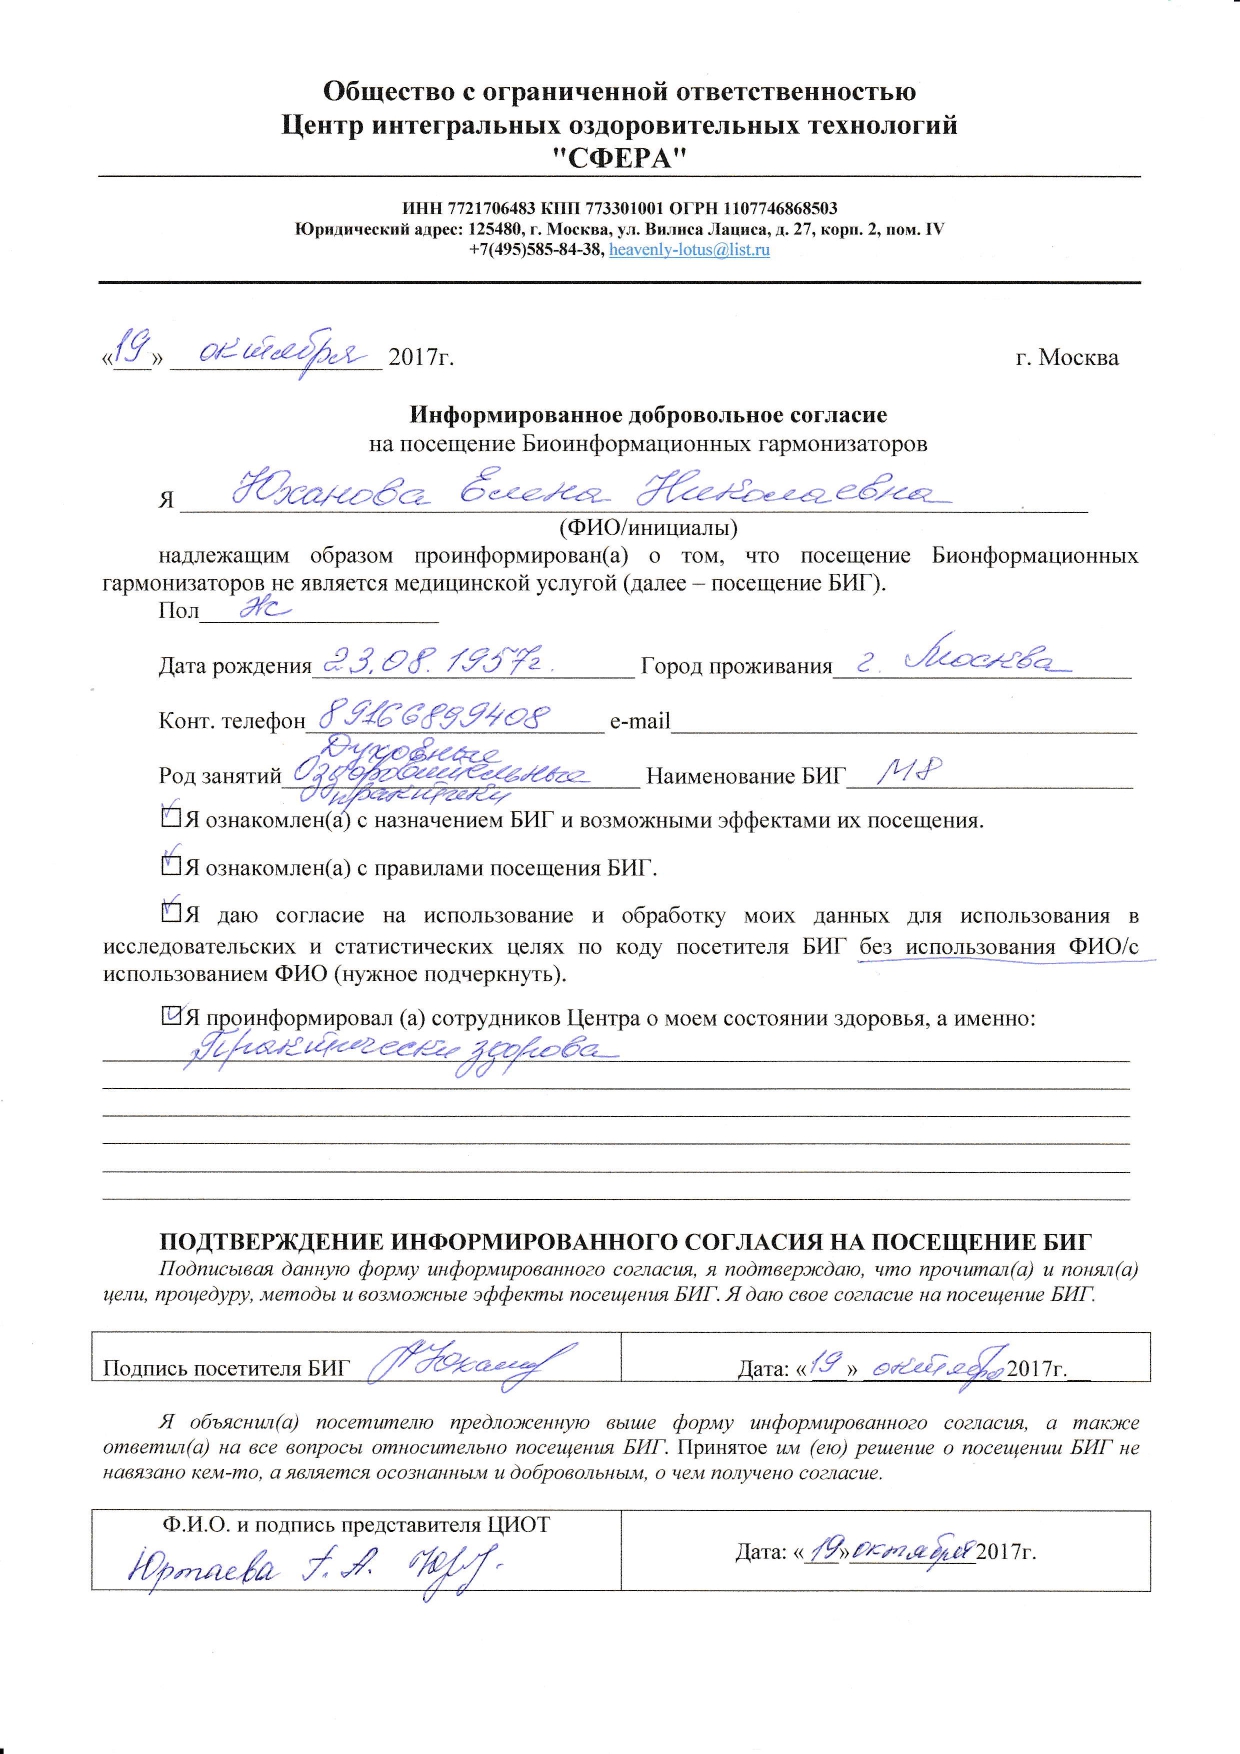 Общество с ограниченной ответственностью
Центр интегральных оздоровительных технологий
"СФЕРА"
ИНН 7721706483 КПП 773301001 ОГРН 1107746868503
Юридический адрес: 125480, г. Москва, ул. Вилиса Лациса, д. 27, корп. 2, пом. IV
+7(495)585-84-38, heavenly-lotus@list.ru
«19» октября 2017г. г. Москва
Информированное добровольное согласие
на посещение Биоинформационных гармонизаторов
Я Юханова Елена Николаевна
(ФИО/инициалы)
надлежащим образом проинформирован(а) о том, что посещение Бионформационных
гармонизаторов не является медицинской услугой (далее – посещение БИГ).
Пол Ж
Дата рождения 23.08.1957г. Город проживания г. Москва
Конт. телефон 89166899408 e-mail
Духовные
Род занятий Оздоровительные Наименование БИГ М8
практики
Я ознакомлен(а) с назначением БИГ и возможными эффектами их посещения.
Я ознакомлен(а) с правилами посещения БИГ.
Я даю согласие на использование и обработку моих данных для использования в
исследовательских и статистических целях по коду посетителя БИГ без использования ФИО/с
использованием ФИО (нужное подчеркнуть).
Я проинформировал (а) сотрудников Центра о моем состоянии здоровья, а именно:
Практически здорова
ПОДТВЕРЖДЕНИЕ ИНФОРМИРОВАННОГО СОГЛАСИЯ НА ПОСЕЩЕНИЕ БИГ
Подписывая данную форму информированного согласия, я подтверждаю, что прочитал(а) и понял(а)
цели, процедуру, методы и возможные эффекты посещения БИГ. Я даю свое согласие на посещение БИГ.
Подпись посетителя БИГ Дата: «19» октября 2017г.
Я объяснил(а) посетителю предложенную выше форму информированного согласия, а также
ответил(а) на все вопросы относительно посещения БИГ. Принятое им (ею) решение о посещении БИГ не
навязано кем-то, а является осознанным и добровольным, о чем получено согласие.
Ф.И.О. и подпись представителя ЦИОТ
Юртаева Г. А. Дата: «19» октября 2017г.